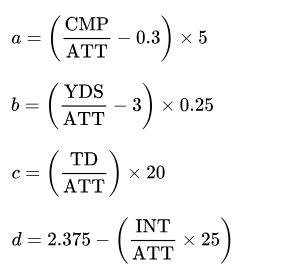 a = (CMP/ATT − 0.3) × 5
b = (YDS/ATT − 3) × 0.25
c = (TD/ATT) × 20
d = 2.375 − (INT/ATT × 25)